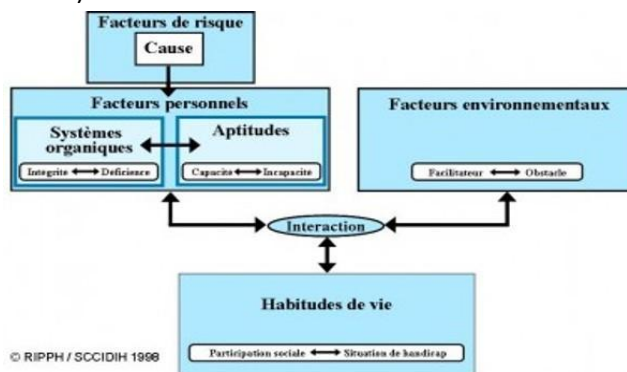 Facteurs de risque
Cause
Facteurs personnels
Systèmes
organiques
Intégrité Déficience
Aptitudes
Capacité Incapacité
Facteurs environnementaux
Facilitateur Obstacle
Interaction
Habitudes de vie
Participation sociale Situation de handicap
© RIPPH / SCCIDIH 1998